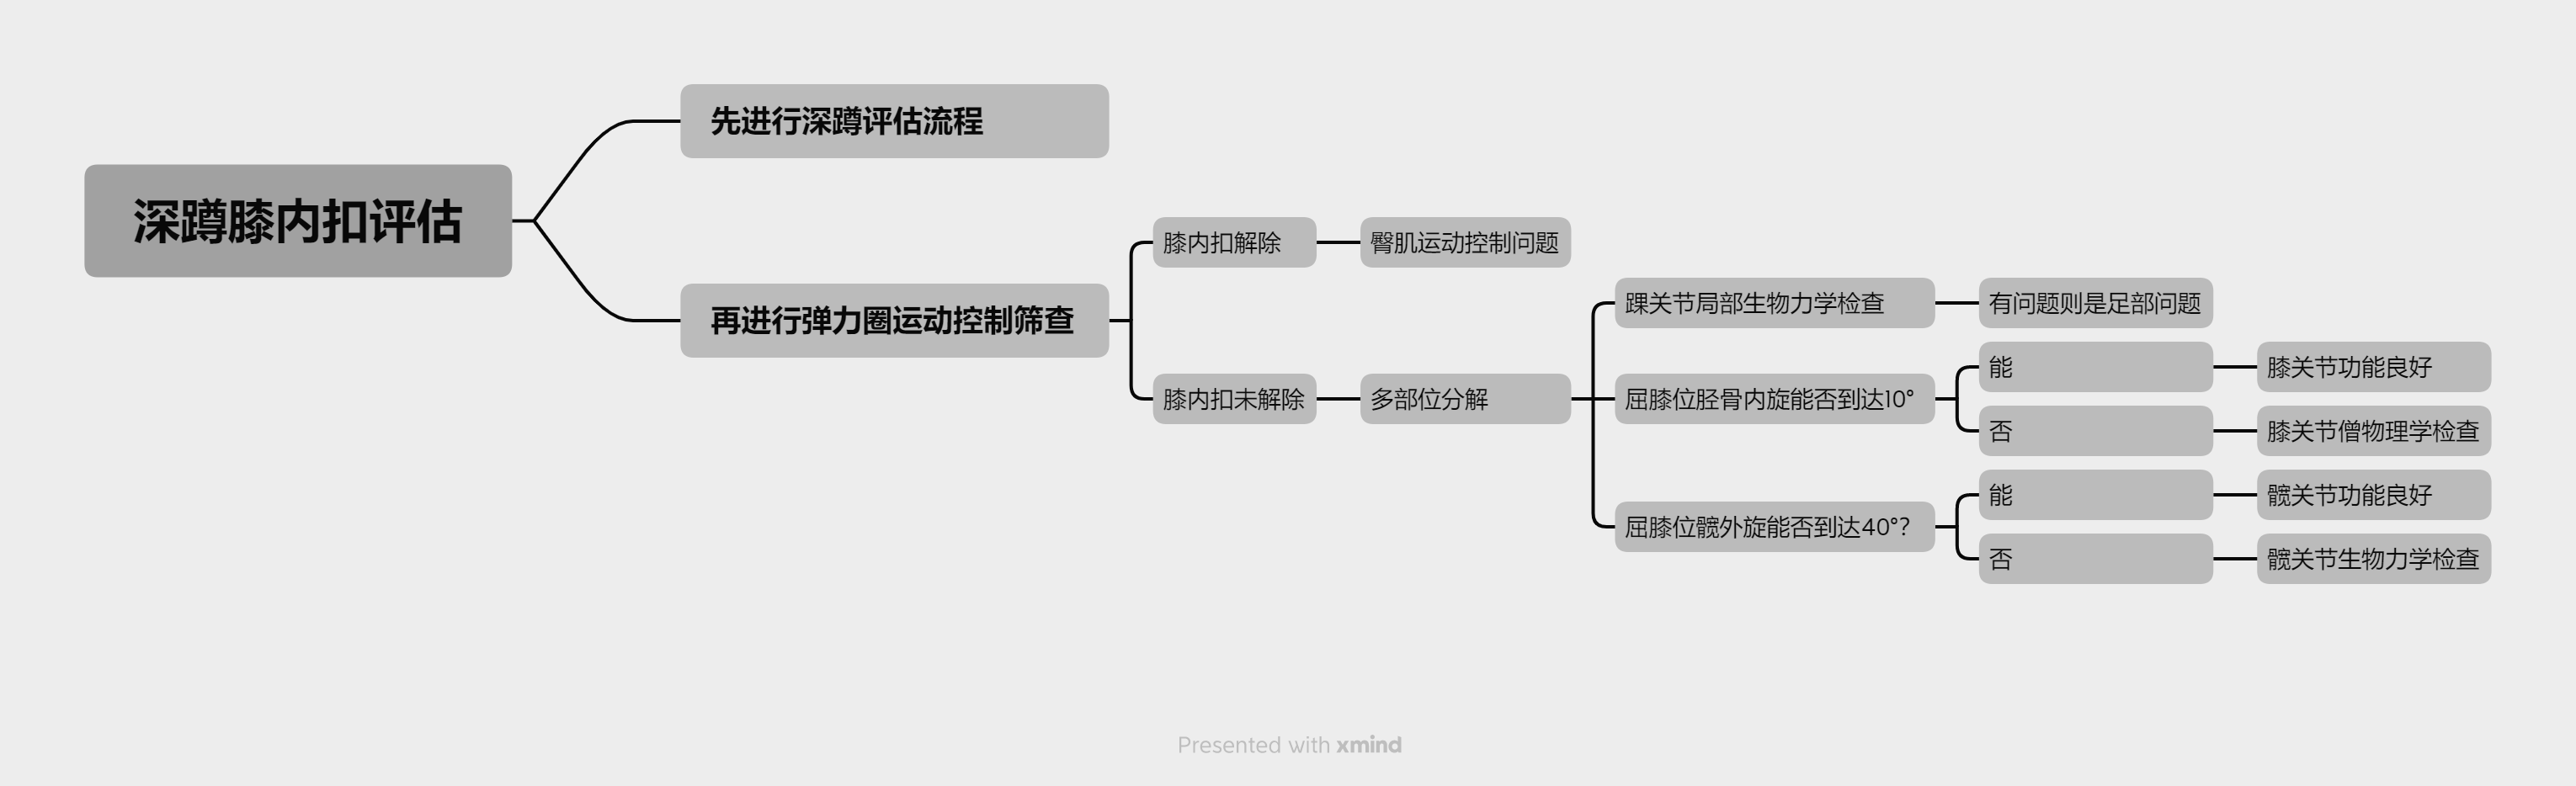 深蹲膝内扣评估
先进行深蹲评估流程
再进行弹力圈运动控制筛查
膝内扣解除
臀肌运动控制问题
膝内扣未解除
多部位分解
踝关节局部生物力学检查
有问题则是足部问题
屈膝位胫骨内旋能否到达10°
能
膝关节功能良好
否
膝关节僧物理学检查
屈膝位髋外旋能否到达40°？
能
髋关节功能良好
否
髋关节生物力学检查
Presented with xmind